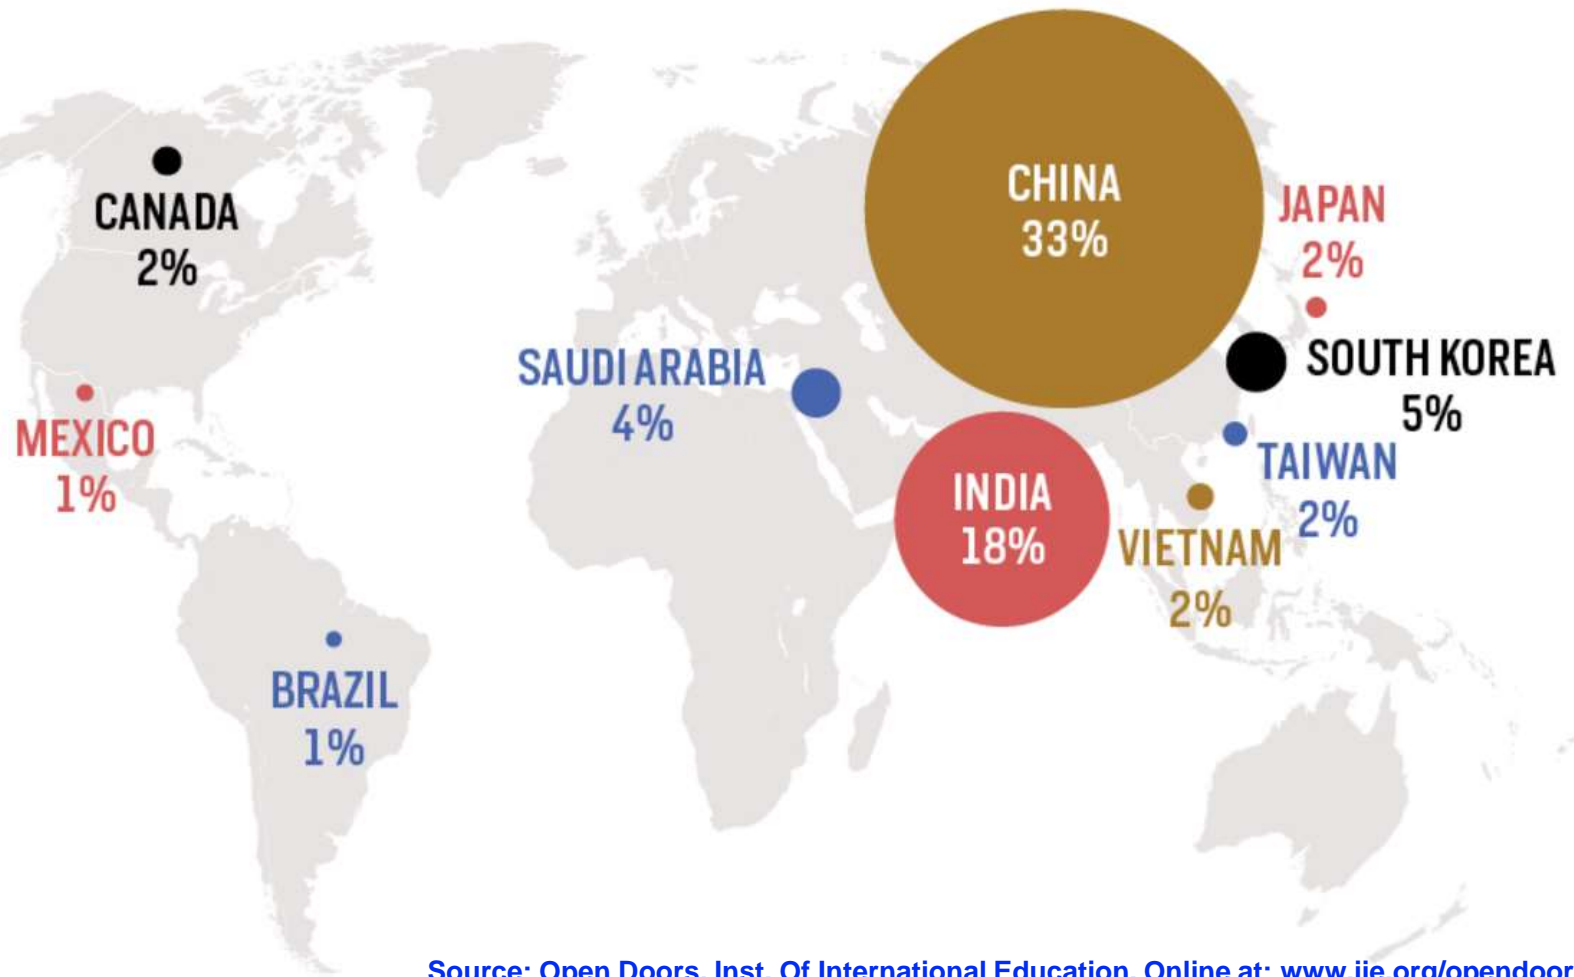 CANADA
2%
MEXICO
1%
BRAZIL
1%
SAUDI ARABIA
4%
CHINA
33%
INDIA
18%
JAPAN
2%
SOUTH KOREA
5%
TAIWAN
2%
VIETNAM
2%
Source: Open Doors, Inst. Of International Education, Online at: www.iie.org/opendoor